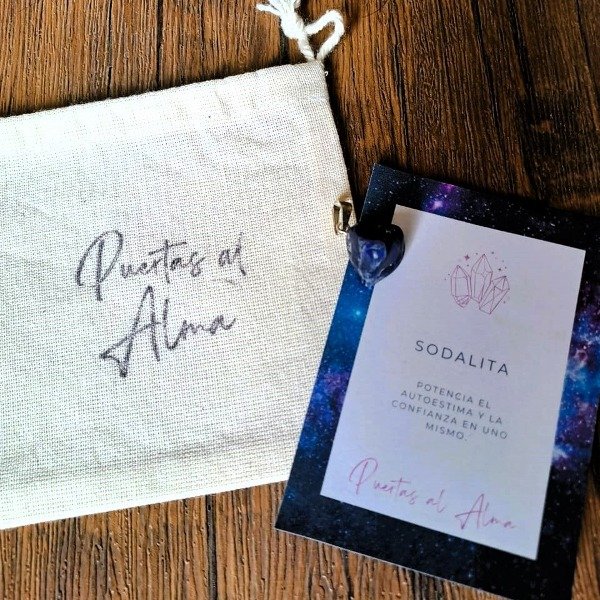 Puertas al
Alma
SODALITA
POTENCIA EL
AUTOESTIMA Y LA
CONFIANZA EN UNO
MISMO.
Puertas al Alma